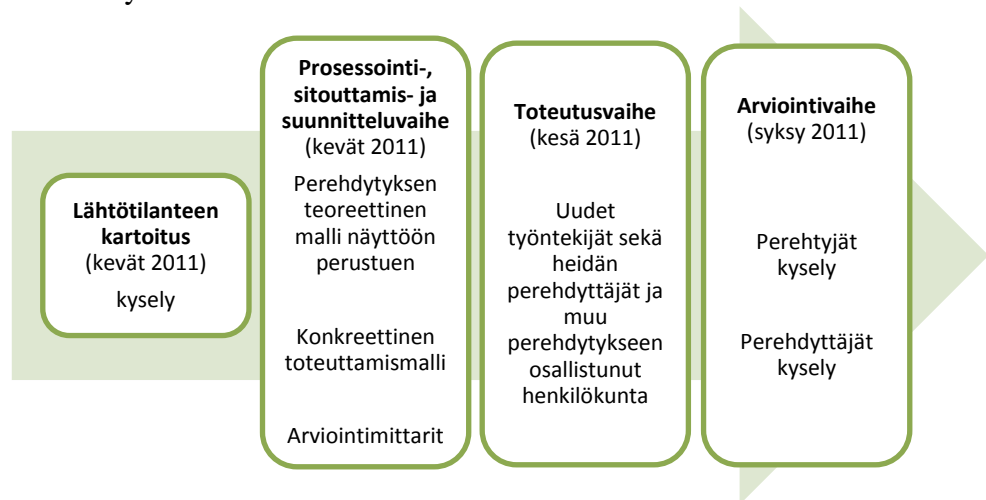 Lähtötilanteen
kartoitus
(kevät 2011)
kysely
Prosessointi-,
sitouttamis- ja
suunnitteluvaihe
(kevät 2011)
Perehdytyksen
teoreettinen
malli näyttöön
perustuen
Konkreettinen
toteuttamismalli
Arviointimittarit
Toteutusvaihe
(kesä 2011)
Uudet
työntekijät sekä
heidän
perehdyttäjät ja
muu
perehdytykseen
osallistunut
henkilökunta
Arviointivaihe
(syksy 2011)
Perehtyjät
kysely
Perehdyttäjät
kysely